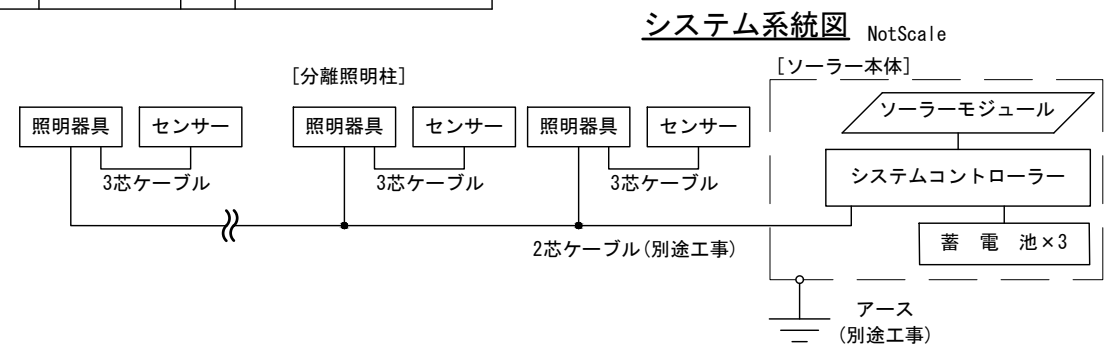 システム系統図 NotScale
[分離照明柱]
[ソーラー本体]
照明器具 センサー 照明器具 センサー 照明器具 センサー
ソーラーモジュール
3芯ケーブル 3芯ケーブル 3芯ケーブル
システムコントローラー
2芯ケーブル(別途工事)
蓄 電 池×3
アース
(別途工事)